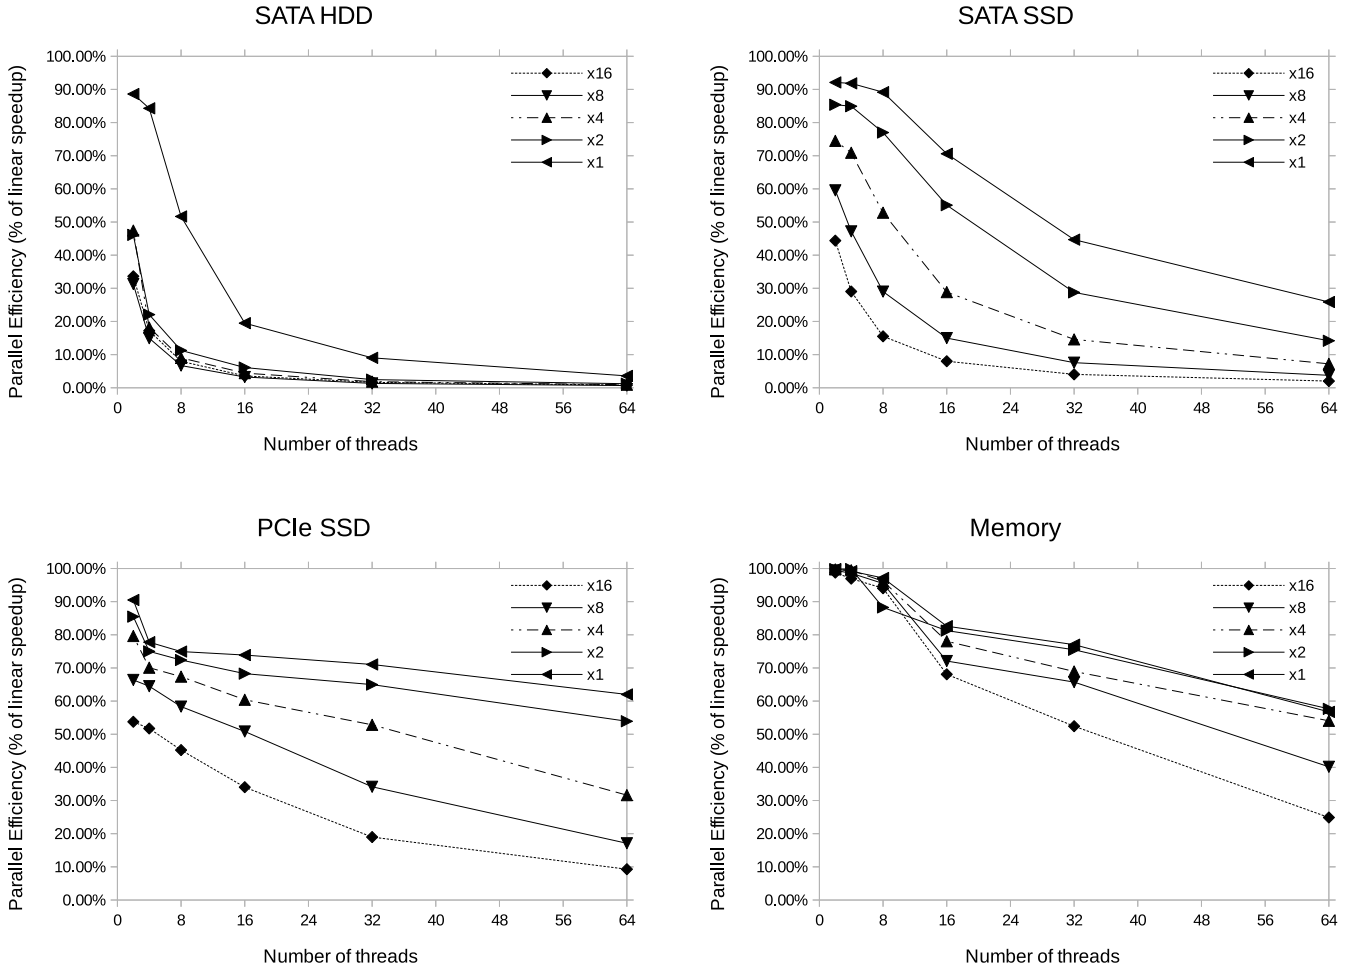 SATA HDD
Parallel Efficiency (% of linear speedup)
100.00%
90.00%
80.00%
70.00%
60.00%
50.00%
40.00%
30.00%
20.00%
10.00%
0.00%
x16
x8
x4
x2
x1
0 8 16 24 32 40 48 56 64
Number of threads
SATA SSD
Parallel Efficiency (% of linear speedup)
100.00%
90.00%
80.00%
70.00%
60.00%
50.00%
40.00%
30.00%
20.00%
10.00%
0.00%
x16
x8
x4
x2
x1
0 8 16 24 32 40 48 56 64
Number of threads
PCIe SSD
Parallel Efficiency (% of linear speedup)
100.00%
90.00%
80.00%
70.00%
60.00%
50.00%
40.00%
30.00%
20.00%
10.00%
0.00%
x16
x8
x4
x2
x1
0 8 16 24 32 40 48 56 64
Number of threads
Memory
Parallel Efficiency (% of linear speedup)
100.00%
90.00%
80.00%
70.00%
60.00%
50.00%
40.00%
30.00%
20.00%
10.00%
0.00%
x16
x8
x4
x2
x1
0 8 16 24 32 40 48 56 64
Number of threads